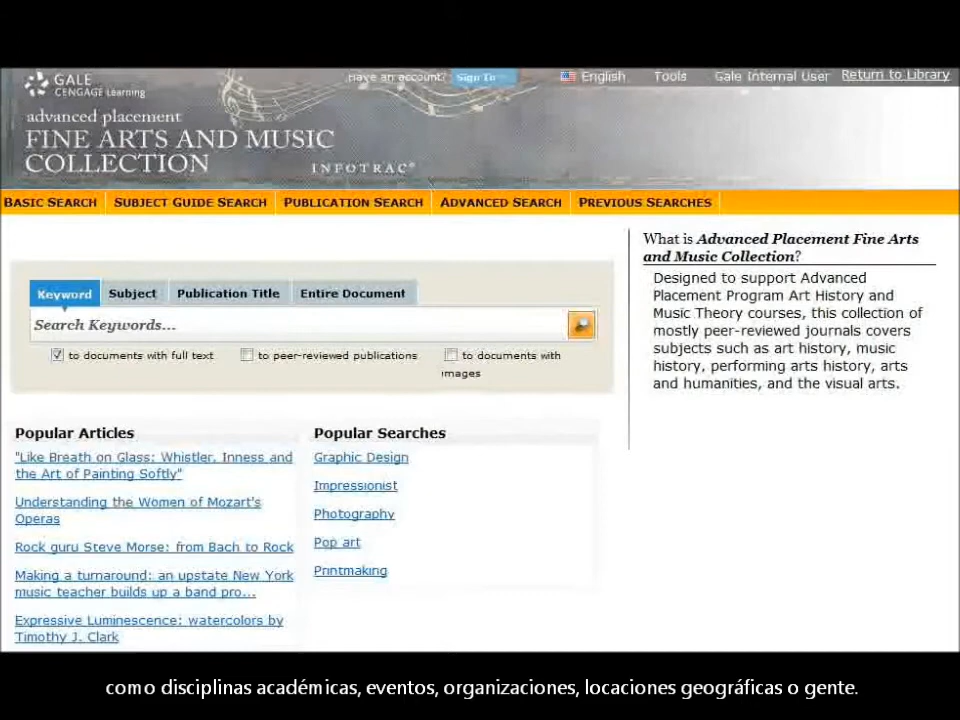 GALE
CENGAGE Learning
Have an account? Sign In
English
Tools
Gale Internal User
Return to Library
advanced placement
FINE ARTS AND MUSIC
COLLECTION
INFOTRAC®
BASIC SEARCH
SUBJECT GUIDE SEARCH
PUBLICATION SEARCH
ADVANCED SEARCH
PREVIOUS SEARCHES
Keyword
Subject
Publication Title
Entire Document
Search Keywords...
to documents with full text
to peer-reviewed publications
to documents with
images
What is Advanced Placement Fine Arts
and Music Collection?
Designed to support Advanced
Placement Program Art History and
Music Theory courses, this collection of
mostly peer-reviewed journals covers
subjects such as art history, music
history, performing arts history, arts
and humanities, and the visual arts.
Popular Articles
"Like Breath on Glass: Whistler, Inness and
the Art of Painting Softly"
Understanding the Women of Mozart's
Operas
Rock guru Steve Morse: from Bach to Rock
Making a turnaround: an upstate New York
music teacher builds up a band pro...
Expressive Luminescence: watercolors by
Timothy J. Clark
Popular Searches
Graphic Design
Impressionist
Photography
Pop art
Printmaking
como disciplinas académicas, eventos, organizaciones, locaciones geográficas o gente.